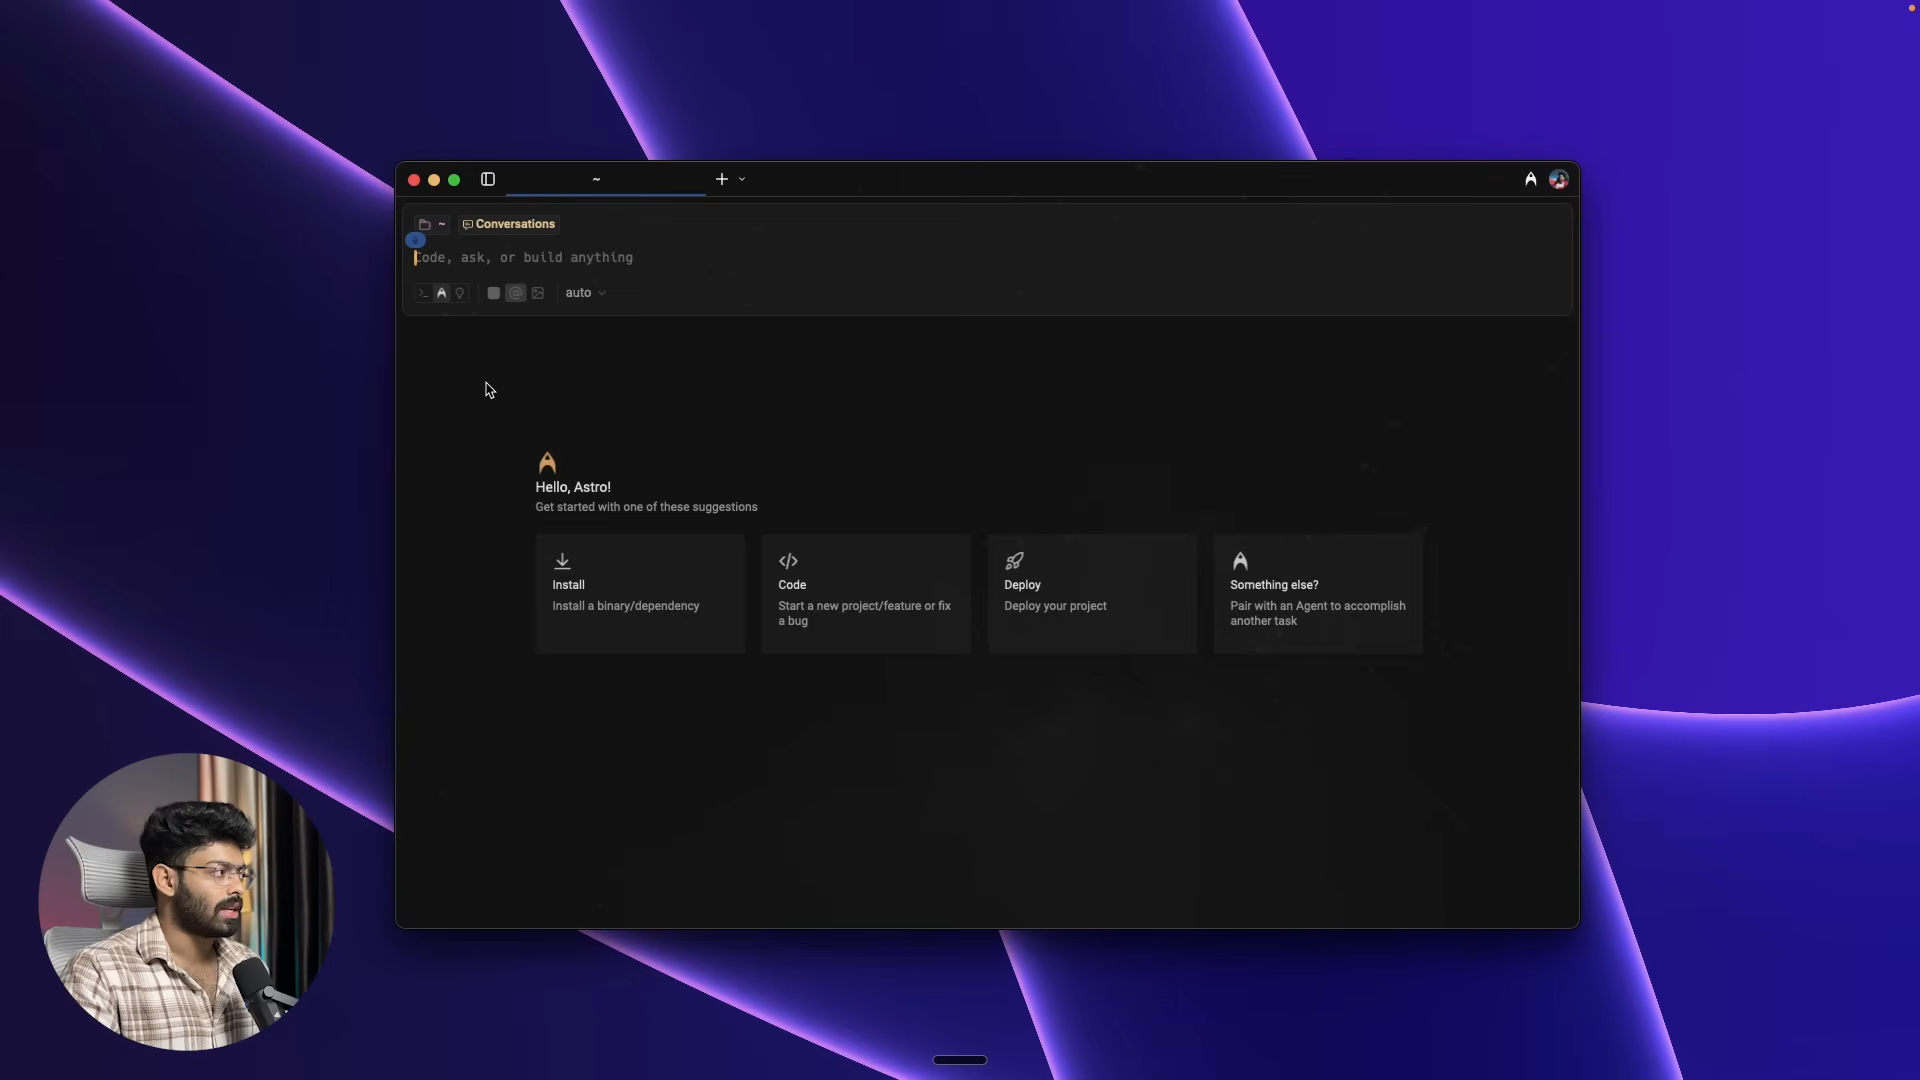 ~
~ Conversations
Code, ask, or build anything
auto
Hello, Astro!
Get started with one of these suggestions
Install
Install a binary/dependency
Code
Start a new project/feature or fix
a bug
Deploy
Deploy your project
Something else?
Pair with an Agent to accomplish
another task